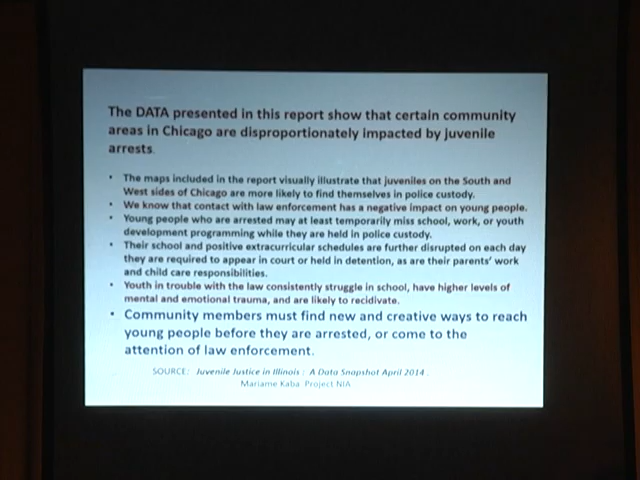 The DATA presented in this report show that certain community
areas in Chicago are disproportionately impacted by juvenile
arrests.
• The maps included in the report visually illustrate that juveniles on the South and
West sides of Chicago are more likely to find themselves in police custody.
• We know that contact with law enforcement has a negative impact on young people.
• Young people who are arrested may at least temporarily miss school, work, or youth
development programming while they are held in police custody.
• Their school and positive extracurricular schedules are further disrupted on each day
they are required to appear in court or held in detention, as are their parents' work
and child care responsibilities.
• Youth in trouble with the law consistently struggle in school, have higher levels of
mental and emotional trauma, and are likely to recidivate.
• Community members must find new and creative ways to reach
young people before they are arrested, or come to the
attention of law enforcement.
SOURCE: Juvenile Justice in Illinois : A Data Snapshot April 2014.
Mariame Kaba Project NIA